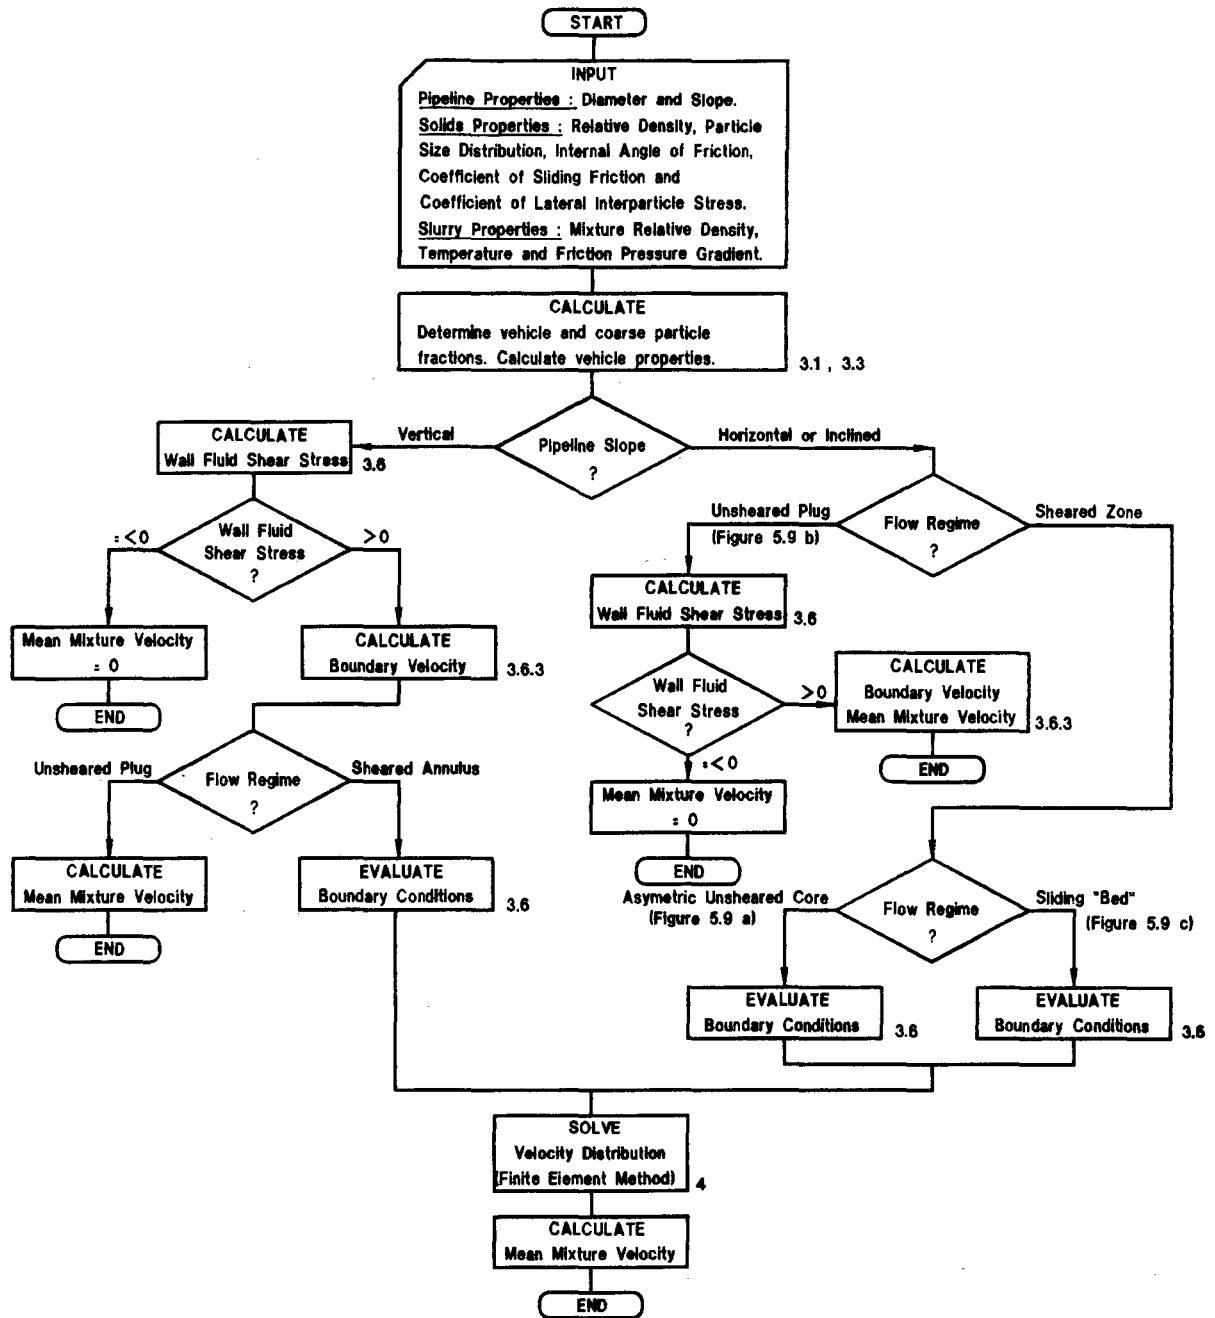 START
INPUT
Pipeline Properties : Diameter and Slope.
Solids Properties : Relative Density, Particle
Size Distribution, Internal Angle of Friction,
Coefficient of Sliding Friction and
Coefficient of Lateral Interparticle Stress.
Slurry Properties : Mixture Relative Density,
Temperature and Friction Pressure Gradient.
CALCULATE
Determine vehicle and coarse particle
fractions. Calculate vehicle properties.
3.1 , 3.3
Pipeline Slope
?
Vertical
Horizontal or Inclined
CALCULATE
Wall Fluid Shear Stress
3.6
Wall Fluid
Shear Stress
?
=<0
>0
Mean Mixture Velocity
= 0
END
CALCULATE
Boundary Velocity
3.6.3
Flow Regime
?
Unsheared Plug
Sheared Annulus
CALCULATE
Mean Mixture Velocity
END
EVALUATE
Boundary Conditions
3.6
Flow Regime
?
Unsheared Plug
(Figure 5.9 b)
Sheared Zone
CALCULATE
Wall Fluid Shear Stress
3.6
Wall Fluid
Shear Stress
?
>0
=<0
CALCULATE
Boundary Velocity
Mean Mixture Velocity
3.6.3
END
Mean Mixture Velocity
= 0
END
Flow Regime
?
Asymetric Unsheared Core
(Figure 5.9 a)
Sliding "Bed"
(Figure 5.9 c)
EVALUATE
Boundary Conditions
3.6
EVALUATE
Boundary Conditions
3.6
SOLVE
Velocity Distribution
(Finite Element Method)
4
CALCULATE
Mean Mixture Velocity
END